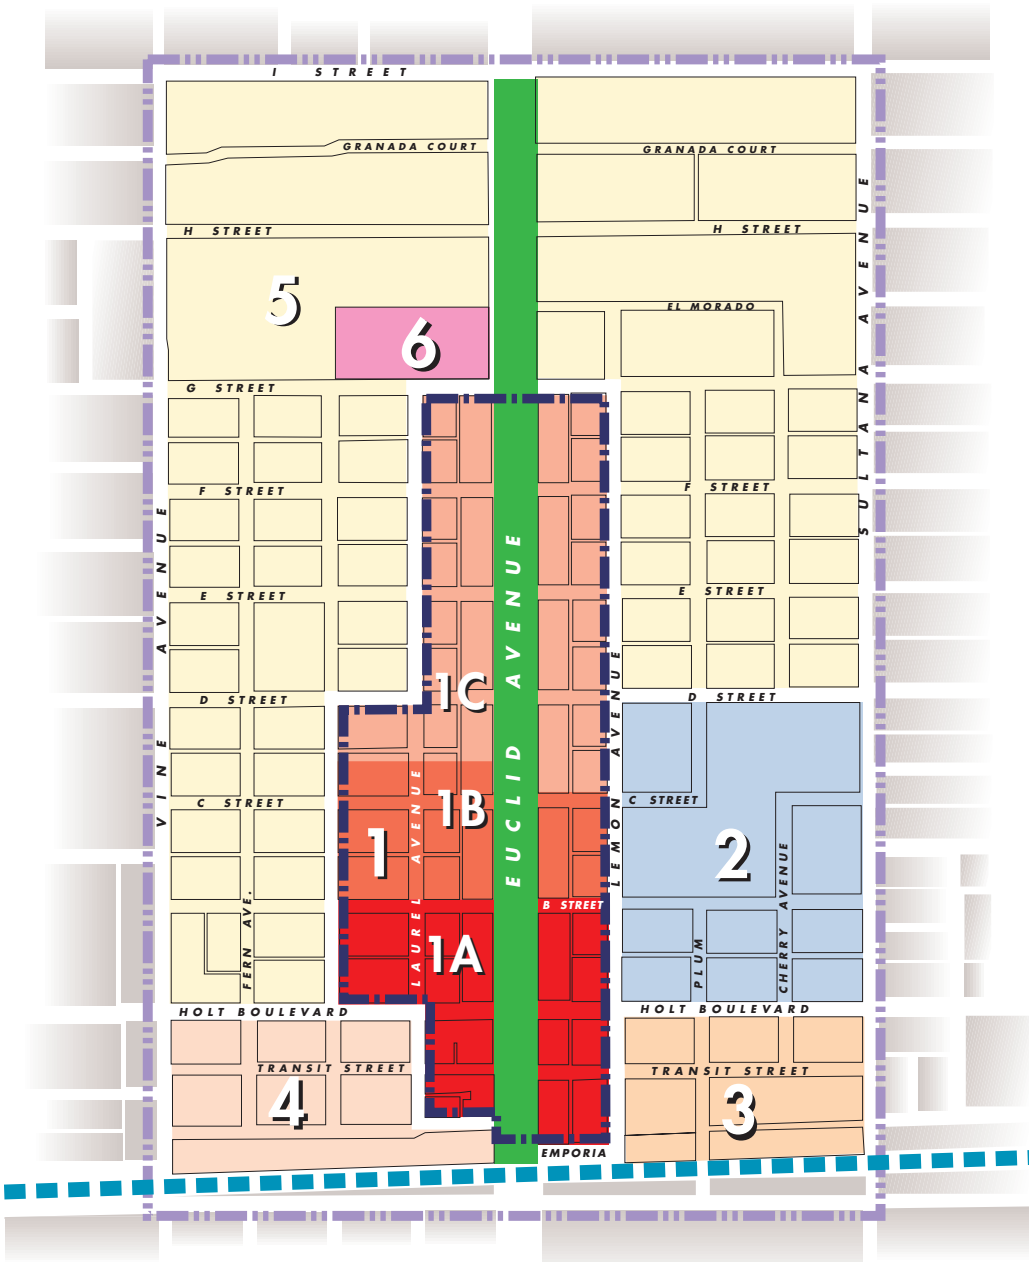 I STREET
GRANADA COURT
GRANADA COURT
H STREET
H STREET
SULTANA AVENUE
5
EL MORADO
6
G STREET
F STREET
F STREET
VINE AVENUE
EUCLID AVENUE
E STREET
E STREET
1C
D STREET
D STREET
LEMON AVENUE
LAUREL AVENUE
1B
C STREET
C STREET
1
2
CHERRY AVENUE
FERN AVE.
B STREET
1A
PLUM
HOLT BOULEVARD
HOLT BOULEVARD
TRANSIT STREET
TRANSIT STREET
4
3
EMPORIA